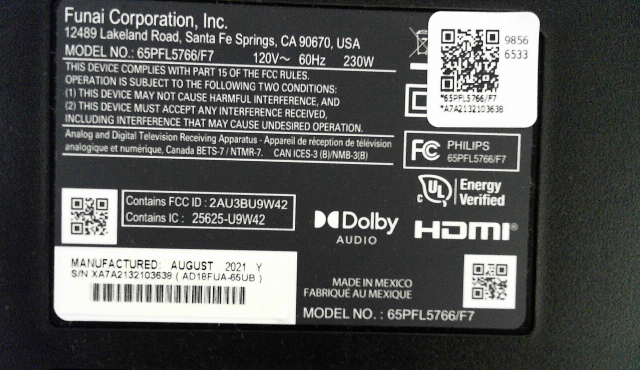 Funai Corporation, Inc.
12489 Lakeland Road, Santa Fe Springs, CA 90670, USA
MODEL NO.: 65PFL5766/F7 120V~ 60Hz 230W
THIS DEVICE COMPLIES WITH PART 15 OF THE FCC RULES.
OPERATION IS SUBJECT TO THE FOLLOWING TWO CONDITIONS:
(1) THIS DEVICE MAY NOT CAUSE HARMFUL INTERFERENCE, AND
(2) THIS DEVICE MUST ACCEPT ANY INTERFERENCE RECEIVED,
INCLUDING INTERFERENCE THAT MAY CAUSE UNDESIRED OPERATION.
Analog and Digital Television Receiving Apparatus - Appareil de réception de télévision
analogique et numérique, Canada BETS-7 / NTMR-7. CAN ICES-3 (B)/NMB-3(B)
9856
6533
*65PFL5766/F7
*A7A2132103638
FC PHILIPS
65PFL5766/F7
C UL Energy
Verified
Contains FCC ID : 2AU3BU9W42
Contains IC : 25625-U9W42
Dolby
AUDIO
HDMI®
MANUFACTURED: AUGUST 2021 Y
S/N XA7A2132103638 ( AD18FUA-65UB )
MADE IN MEXICO
FABRIQUÉ AU MEXIQUE
MODEL NO. : 65PFL5766/F7